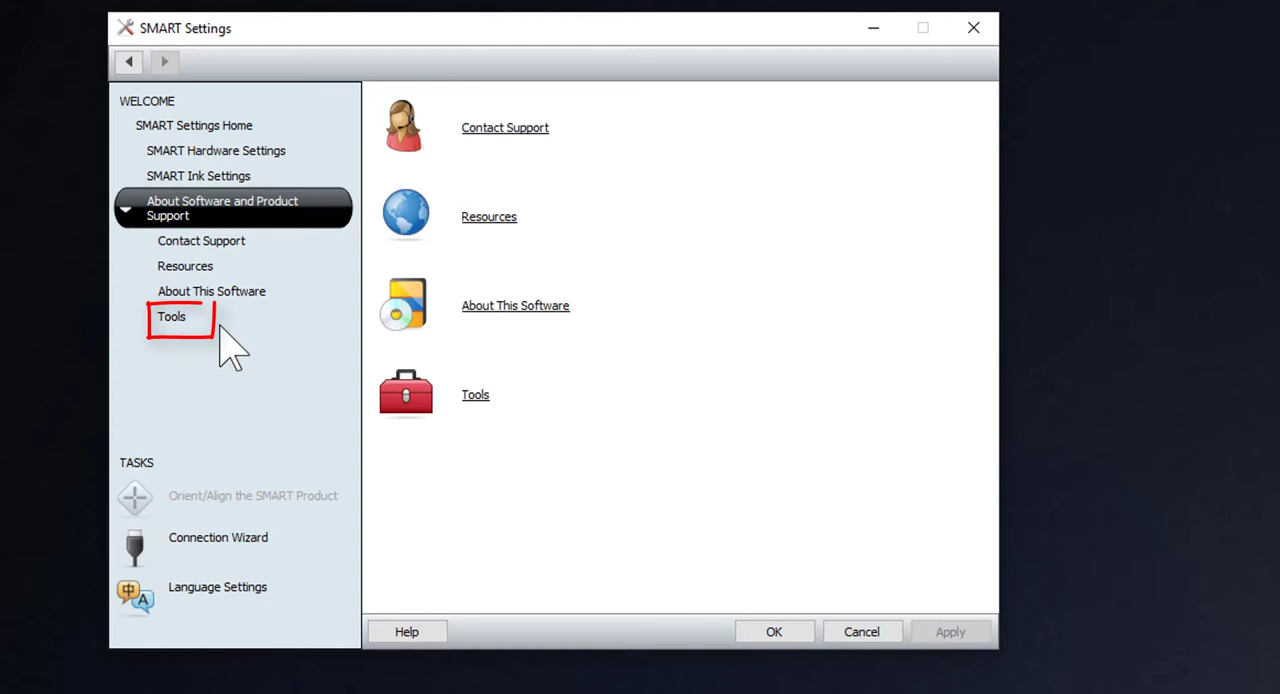 SMART Settings
WELCOME
SMART Settings Home
SMART Hardware Settings
SMART Ink Settings
About Software and Product
Support
Contact Support
Resources
About This Software
Tools
TASKS
Orient/Align the SMART Product
Connection Wizard
中 A
Language Settings
Contact Support
Resources
About This Software
Tools
Help
OK
Cancel
Apply